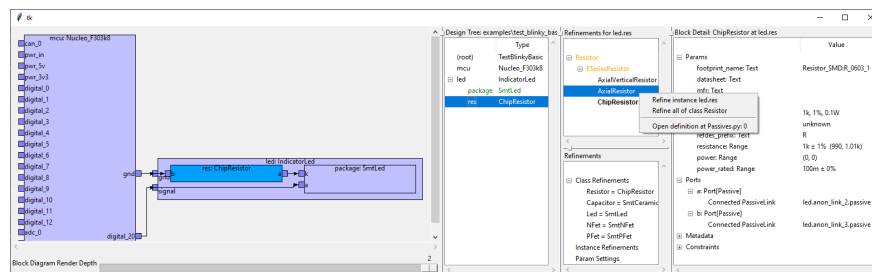 tk
mcu: Nucleo_F303k8
can_0
pwr_in
pwr_5v
pwr_3v3
digital_0
digital_1
digital_2
digital_3
digital_4
digital_5
digital_6
digital_7
digital_8
digital_9
digital_10
digital_11
digital_12
adc_0
gnd
digital_20
led: IndicatorLed
gnd
signal
res: ChipResistor
b
a
package: SmtLed
k
a
Block Diagram Render Depth
2
Design Tree: examples\test_blinky_bas
Type
(root) TestBlinkyBasic
mcu Nucleo_F303k8
led IndicatorLed
package SmtLed
res ChipResistor
Refinements for led.res
Resistor
ESeriesResistor
AxialVerticalResistor
AxialResistor
ChipResistor
Refine instance led.res
Refine all of class Resistor
Open definition at Passives.py: 0
Refinements
Class Refinements
Resistor = ChipResistor
Capacitor = SmtCeramic
Led = SmtLed
NFet = SmtNFet
PFet = SmtPFet
Instance Refinements
Param Settings
Block Detail: ChipResistor at led.res
Value
Params
footprint_name: Text Resistor_SMD:R_0603_1
datasheet: Text
mfr: Text
1k, 1%, 0.1W
unknown
refdes_prefix: Text R
resistance: Range 1k ± 1% (990, 1.01k)
power: Range (0, 0)
power_rated: Range 100m ± 0%
Ports
a: Port[Passive]
Connected PassiveLink led.anon_link_2.passive
b: Port[Passive]
Connected PassiveLink led.anon_link_3.passive
Metadata
Constraints